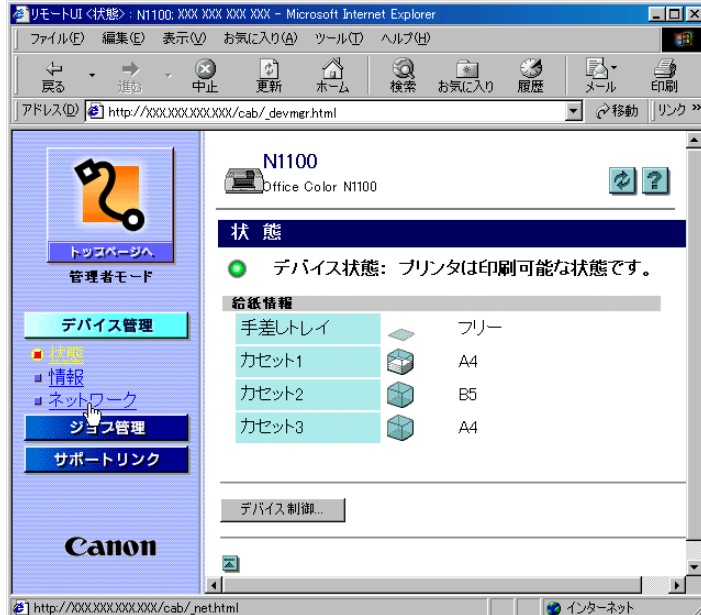 リモートUI <状態> : N1100; XXX XXX XXX XXX - Microsoft Internet Explorer
ファイル(F) 編集(E) 表示(V) お気に入り(A) ツール(T) ヘルプ(H)
戻る 進む 中止 更新 ホーム 検索 お気に入り 履歴 メール 印刷
アドレス(D) http://XXX.XXX.XXX.XXX/cab/_devmgr.html 移動 リンク »
N1100
Office Color N1100
トップページへ
管理者モード
状 態
デバイス状態: プリンタは印刷可能な状態です。
給紙情報
手差しトレイ フリー
カセット1 A4
カセット2 B5
カセット3 A4
デバイス管理
状態
情報
ネットワーク
ジョブ管理
サポートリンク
デバイス制御...
Canon
http://XXX.XXX.XXX.XXX/cab/_net.html インターネット